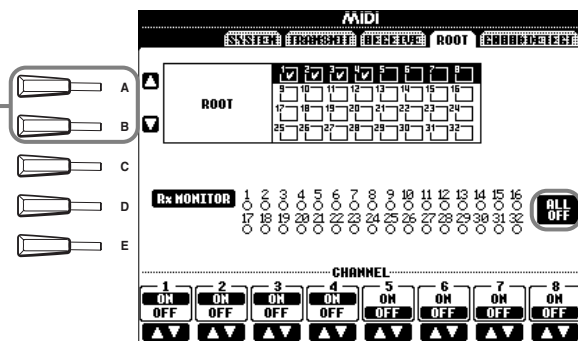 MIDI
SYSTEM TRANSMIT RECEIVE ROOT CHORD DETECT
A
B
C
D
E
ROOT
1 2 3 4 5 6 7 8
9 10 11 12 13 14 15 16
17 18 19 20 21 22 23 24
25 26 27 28 29 30 31 32
Rx MONITOR
1 2 3 4 5 6 7 8 9 10 11 12 13 14 15 16
17 18 19 20 21 22 23 24 25 26 27 28 29 30 31 32
ALL
OFF
CHANNEL
1 2 3 4 5 6 7 8
ON ON ON ON ON ON ON ON
OFF OFF OFF OFF OFF OFF OFF OFF